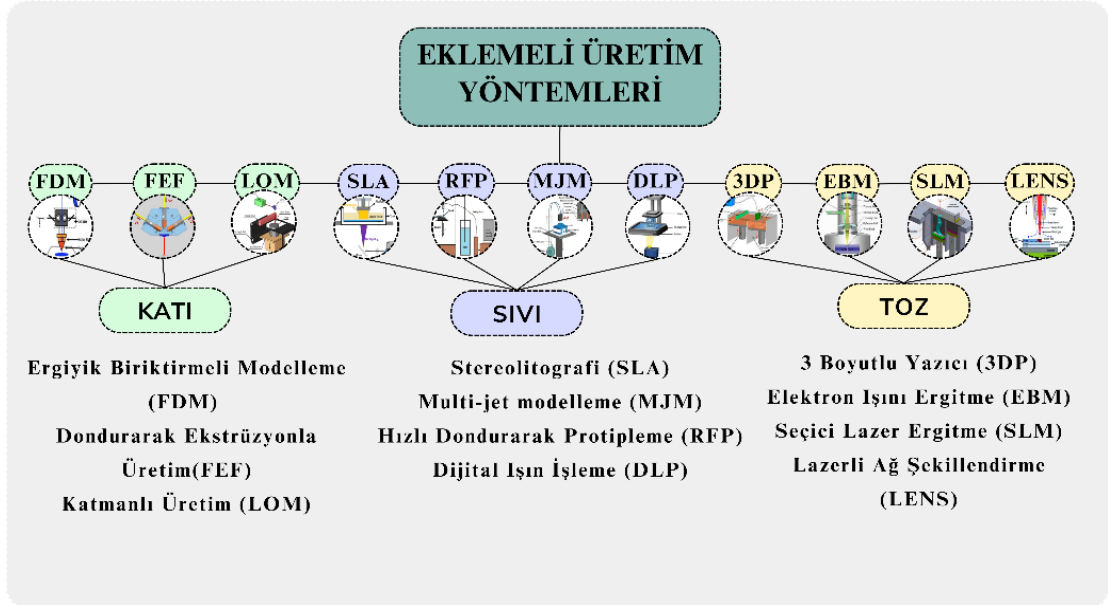 EKLEMELİ ÜRETİM
YÖNTEMLERİ
FDM
FEF
LOM
SLA
RFP
MJM
DLP
3DP
EBM
SLM
LENS
KATI
SIVI
TOZ
Ergiyik Biriktirmeli Modelleme
(FDM)
Dondurarak Ekstrüzyonla
Üretim(FEF)
Katmanlı Üretim (LOM)
Stereolitografi (SLA)
Multi-jet modelleme (MJM)
Hızlı Dondurarak Protipleme (RFP)
Dijital Işın İşleme (DLP)
3 Boyutlu Yazıcı (3DP)
Elektron Işını Ergitme (EBM)
Seçici Lazer Ergitme (SLM)
Lazerli Ağ Şekillendirme
(LENS)